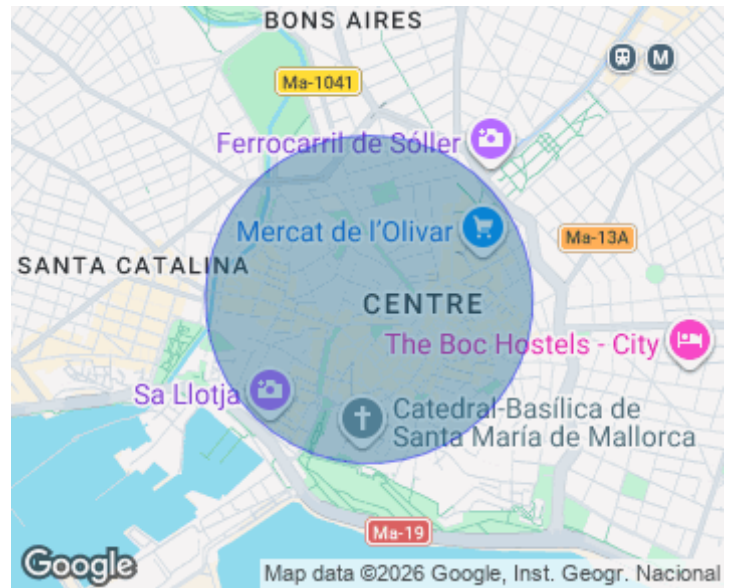 BONS AIRES
M
Ma-1041
Ferrocarril de Sóller
Mercat de l'Olivar
Ma-13A
SANTA CATALINA
CENTRE
The Boc Hostels - City
Sa Llotja
Catedral-Basílica de
Santa María de Mallorca
Ma-19
Google
Map data ©2026 Google, Inst. Geogr. Nacional